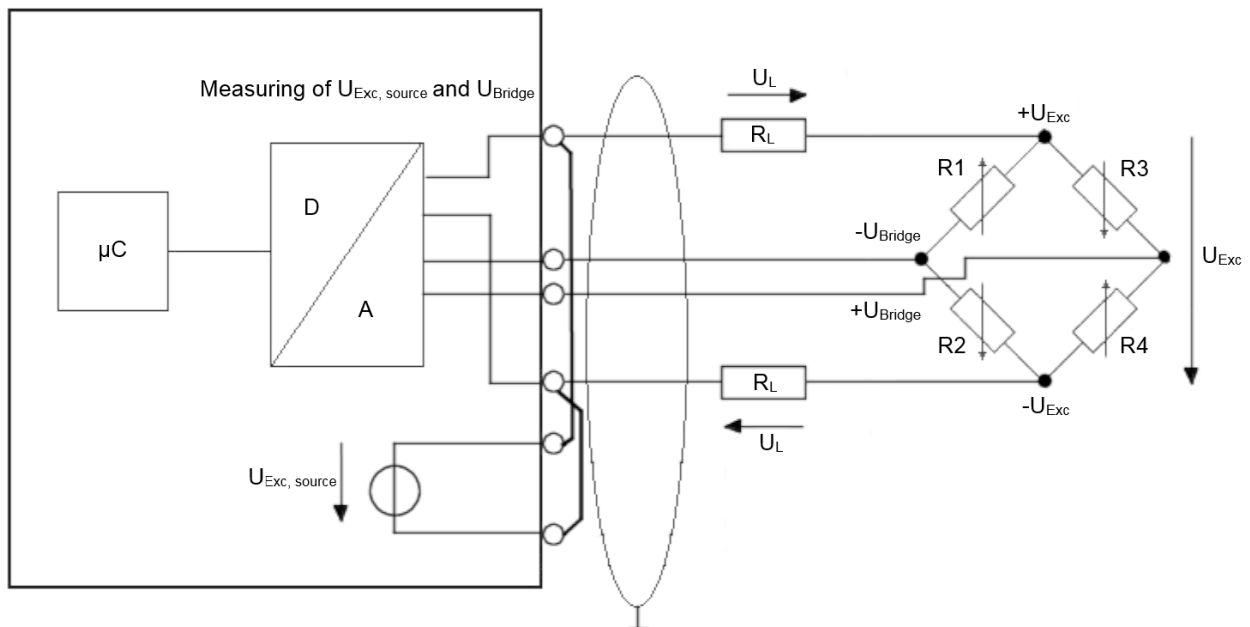 Measuring of UExc, source and UBridge
D
A
µC
UExc, source
UL
RL
+UExc
R1
R3
-UBridge
UExc
+UBridge
R2
R4
RL
-UExc
UL